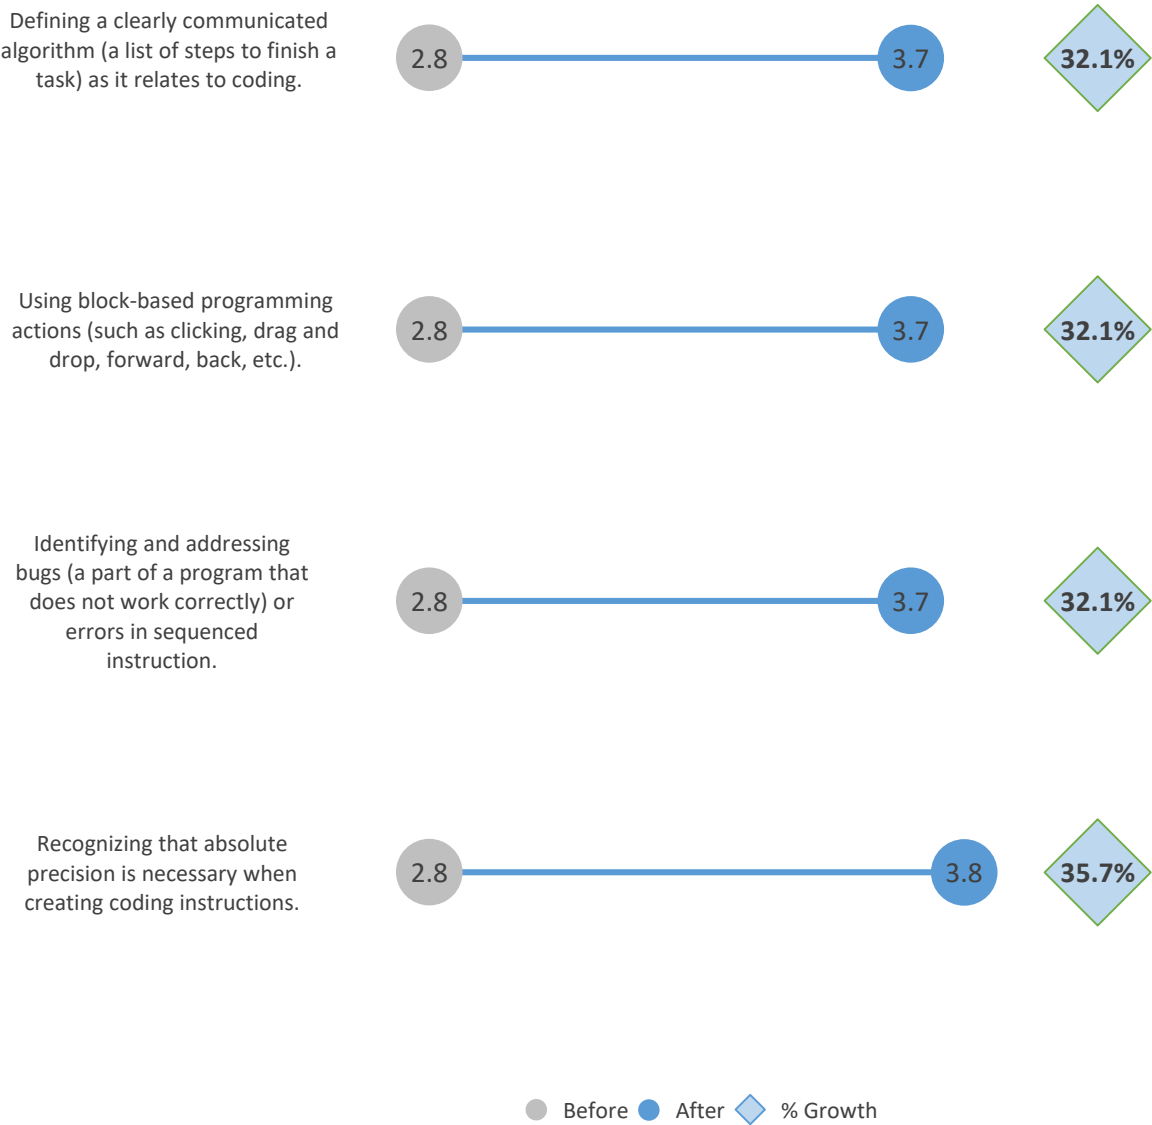 Defining a clearly communicated
algorithm (a list of steps to finish a
task) as it relates to coding.
2.8
3.7
32.1%
Using block-based programming
actions (such as clicking, drag and
drop, forward, back, etc.).
2.8
3.7
32.1%
Identifying and addressing
bugs (a part of a program that
does not work correctly) or
errors in sequenced
instruction.
2.8
3.7
32.1%
Recognizing that absolute
precision is necessary when
creating coding instructions.
2.8
3.8
35.7%
Before After % Growth